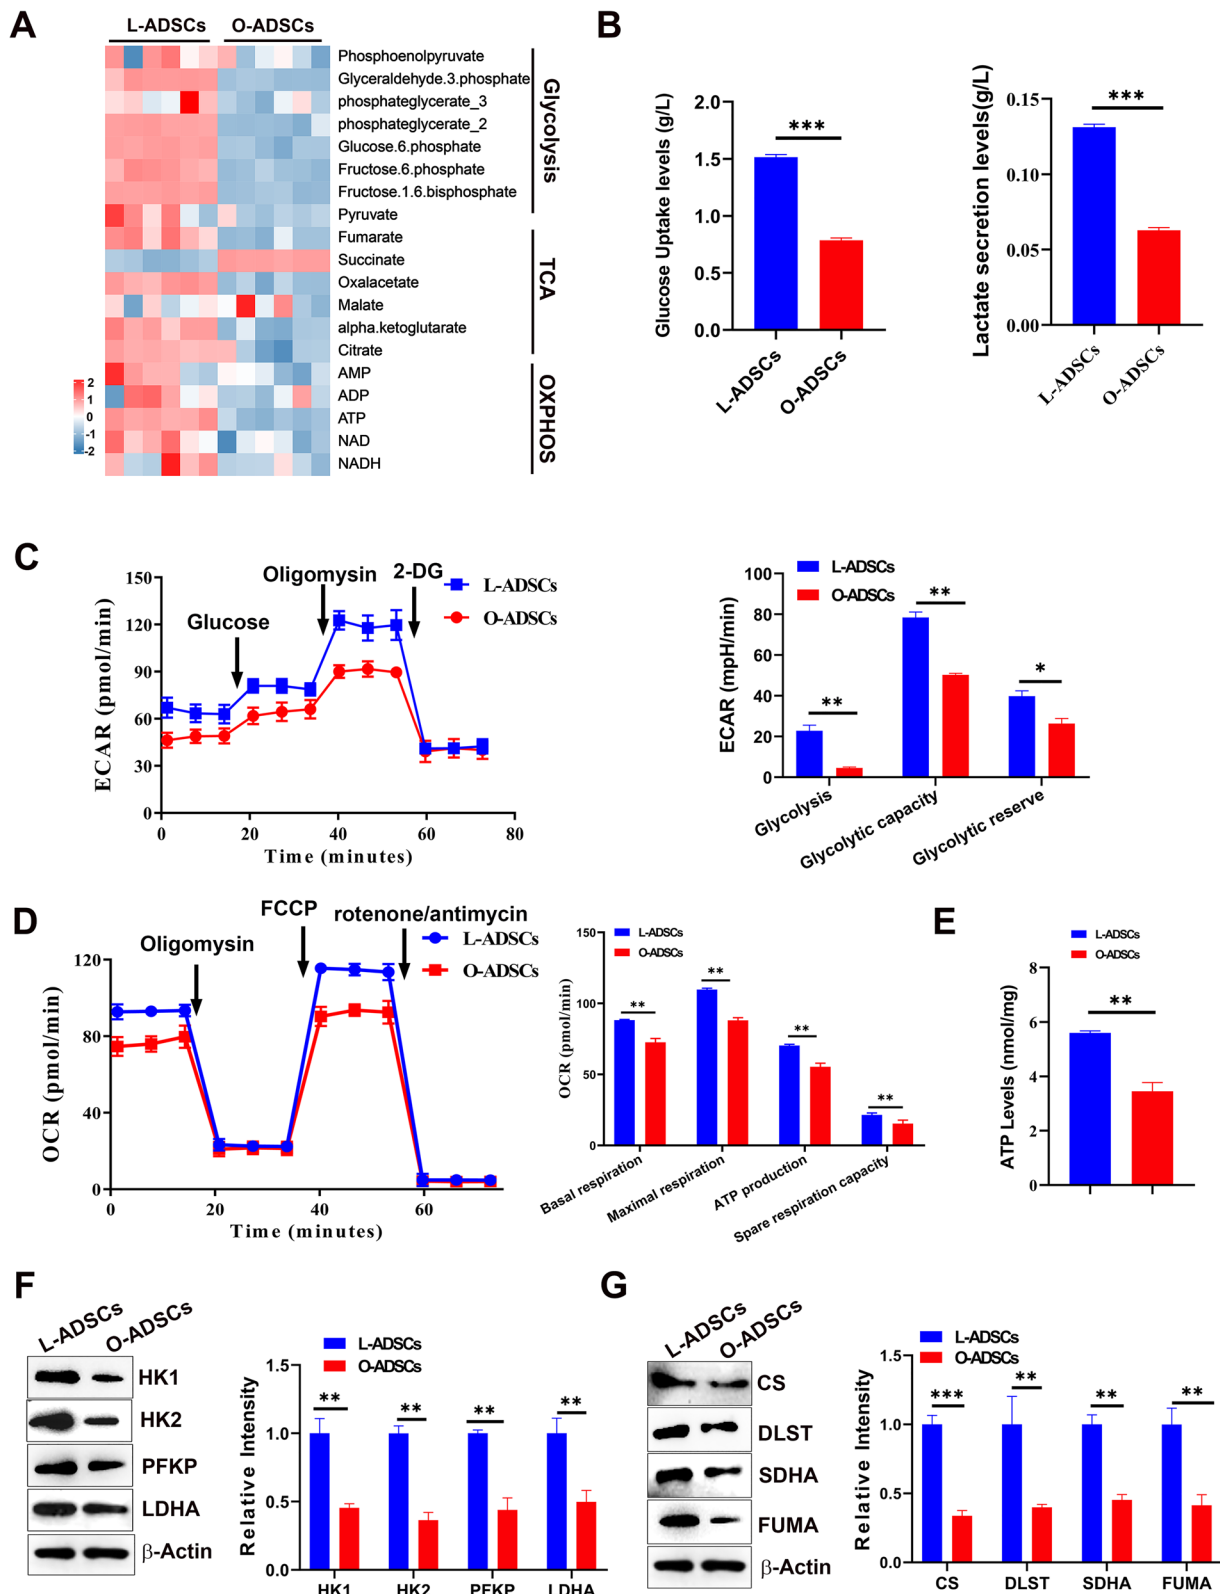 A
L-ADSCs O-ADSCs
Phosphoenolpyruvate
Glyceraldehyde.3.phosphate
phosphateglycerate_3
phosphateglycerate_2
Glucose.6.phosphate
Fructose.6.phosphate
Fructose.1.6.bisphosphate
Pyruvate
Fumarate
Succinate
Oxalacetate
Malate
alpha.ketoglutarate
Citrate
AMP
ADP
ATP
NAD
NADH
Glycolysis
TCA
OXPHOS
2
1
0
-1
-2
B
Glucose Uptake levels (g/L)
2.0
1.5
1.0
0.5
0.0
***
L-ADSCs
O-ADSCs
Lactate secretion levels(g/L)
0.15
0.10
0.05
0.00
***
L-ADSCs
O-ADSCs
C
ECAR (pmol/min)
150
120
90
60
30
0
Glucose
Oligomysin
2-DG
L-ADSCs
O-ADSCs
0 20 40 60 80
Time (minutes)
L-ADSCs
O-ADSCs
ECAR (mpH/min)
100
80
60
40
20
0
**
**
*
Glycolysis
Glycolytic capacity
Glycolytic reserve
D
OCR (pmol/min)
120
80
40
0
Oligomysin
FCCP
rotenone/antimycin
L-ADSCs
O-ADSCs
0 20 40 60
Time (minutes)
L-ADSCs
O-ADSCs
OCR (pmol/min)
150
100
50
0
**
**
**
**
Basal respiration
Maximal respiration
ATP production
Spare respiration capacity
E
L-ADSCs
O-ADSCs
ATP Levels (nmol/mg)
8
6
4
2
0
**
F
L-ADSCs
O-ADSCs
HK1
HK2
PFKP
LDHA
β-Actin
L-ADSCs
O-ADSCs
Relative Intensity
1.5
1.0
0.5
0.0
** ** ** **
HK1 HK2 PFKP LDHA
G
L-ADSCs
O-ADSCs
CS
DLST
SDHA
FUMA
β-Actin
L-ADSCs
O-ADSCs
Relative Intensity
1.5
1.0
0.5
0.0
*** ** ** **
CS DLST SDHA FUMA